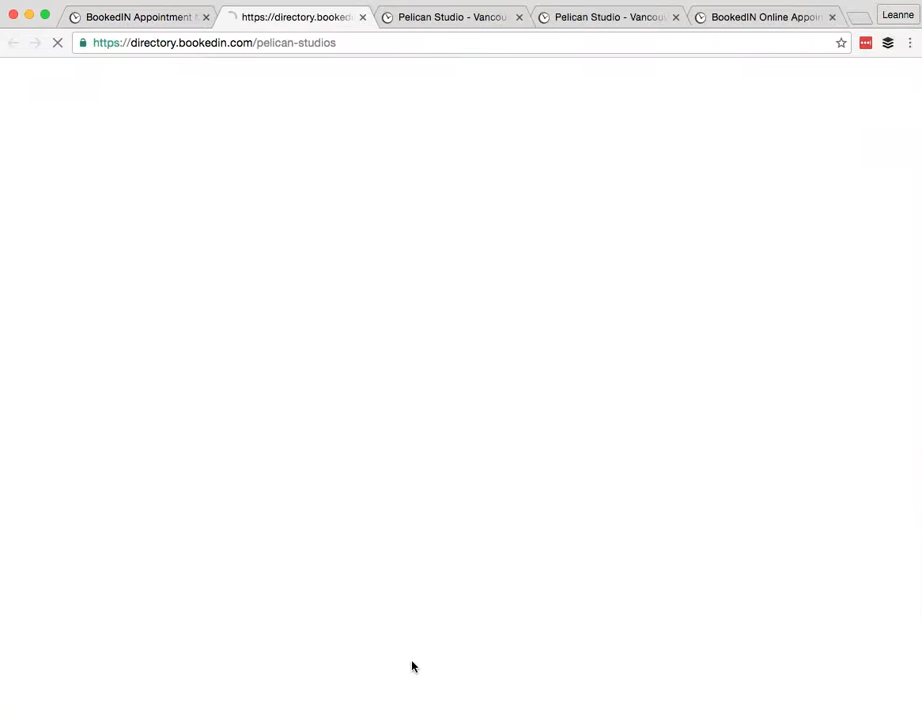 BookedIN Appointment
https://directory.booked
Pelican Studio - Vancou
Pelican Studio - Vancou
BookedIN Online Appoin
Leanne
https://directory.bookedin.com/pelican-studios